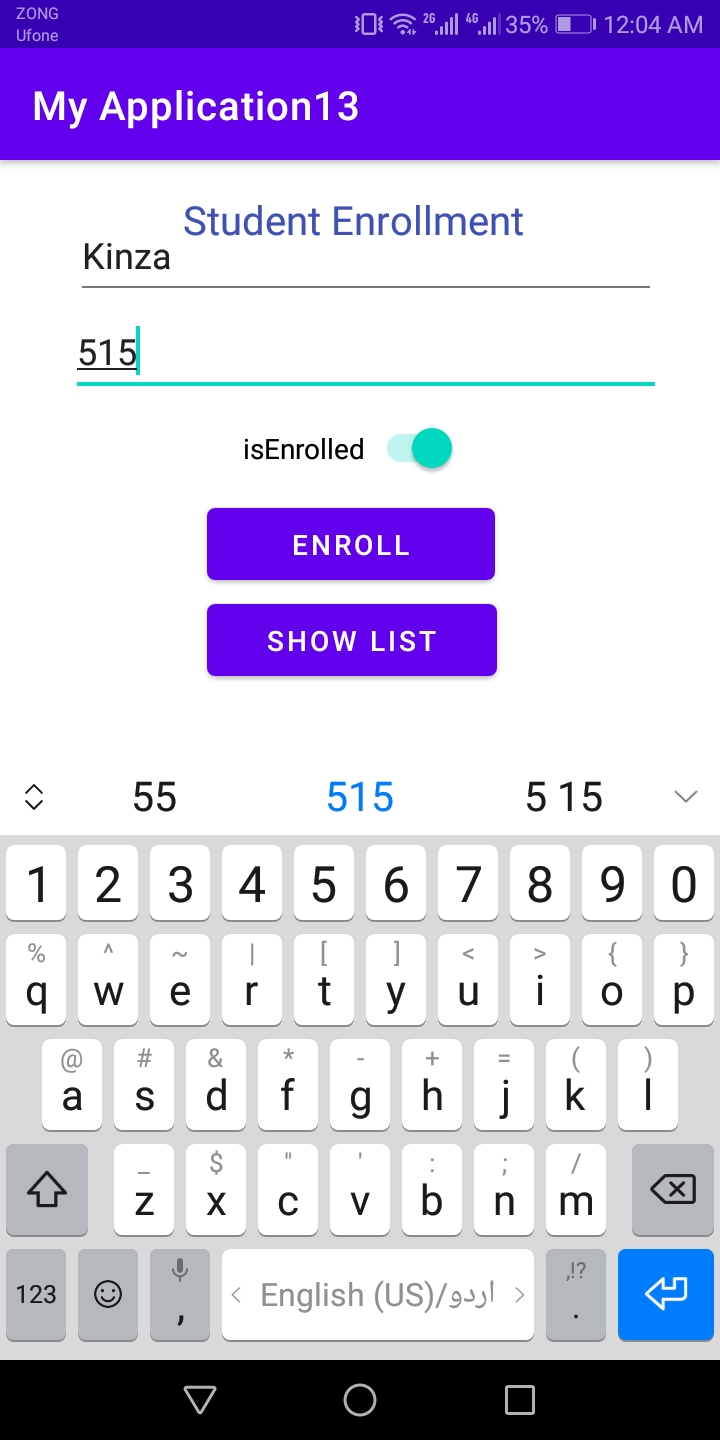 ZONG
Ufone
2G 4G 35% 12:04 AM
My Application13
Student Enrollment
Kinza
515
isEnrolled
ENROLL
SHOW LIST
55 515 5 15
1 2 3 4 5 6 7 8 9 0
% ^ ~ | [ ] < > { }
q w e r t y u i o p
@ # & * - + = ( )
a s d f g h j k l
_ $ " ' : ; /
z x c v b n m
,!?
123 , English (US)/اردو .